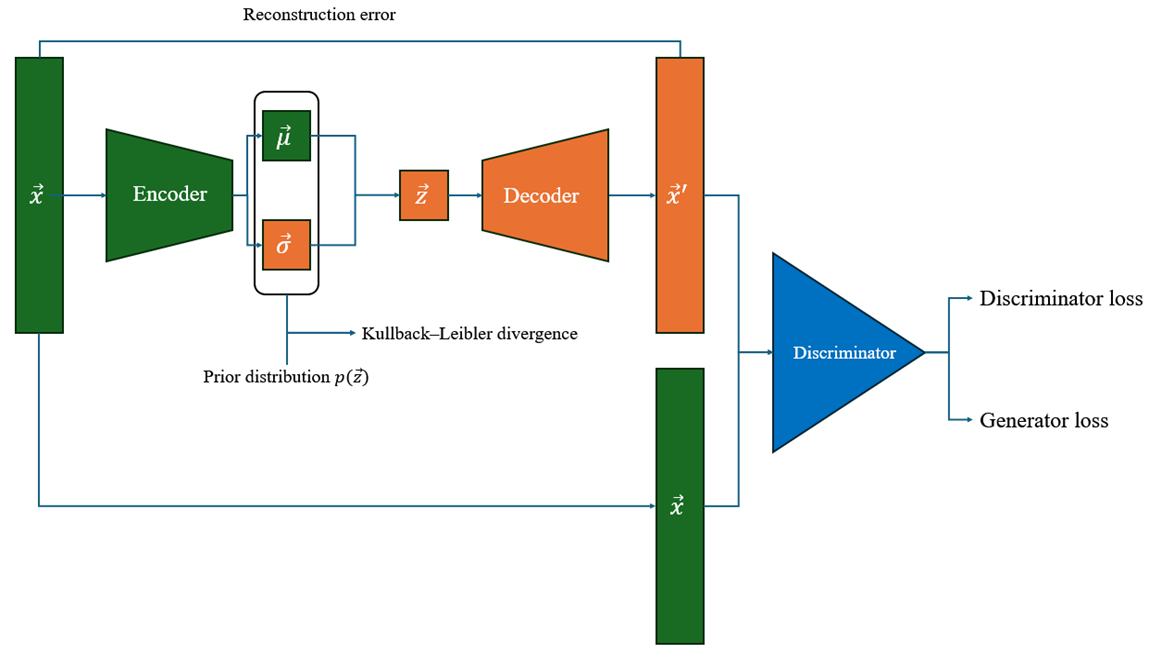 Reconstruction error
x⃗
Encoder
μ⃗
σ⃗
z⃗
Decoder
x⃗′
Kullback–Leibler divergence
Prior distribution p(z⃗)
Discriminator
Discriminator loss
Generator loss
x⃗